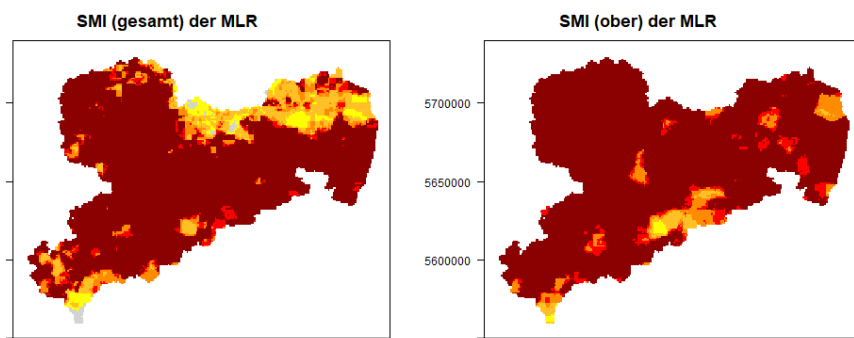 SMI (gesamt) der MLR
SMI (ober) der MLR
5700000
5650000
5600000